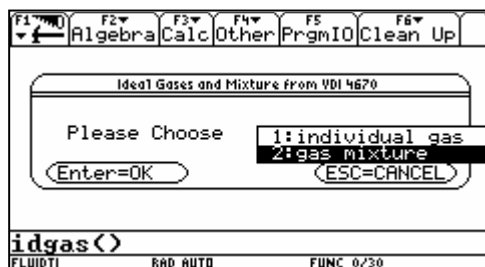 F1 F2 F3 F4 F5 F6
Algebra Calc Other PrgmIO Clean Up
Ideal Gases and Mixture from VDI 4670
Please Choose
1:individual gas
2:gas mixture
Enter=OK ESC=CANCEL
idgas()
FLUIDTI RAD AUTO FUNC 0/30